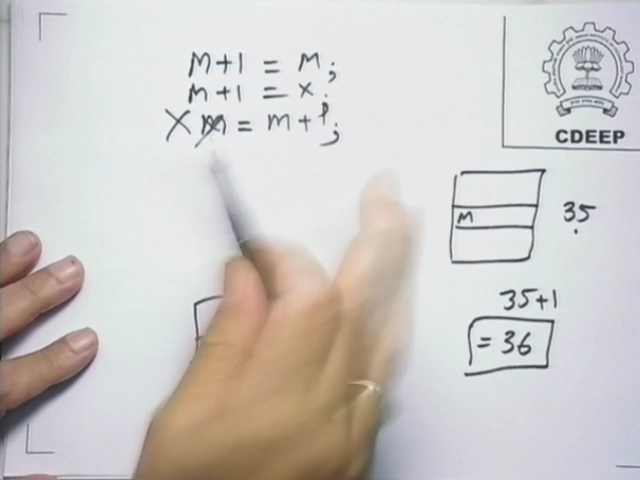 m+1 = m;
m+1 = x;
X m = m+1;
CDEEP
m
35
35+1
= 36